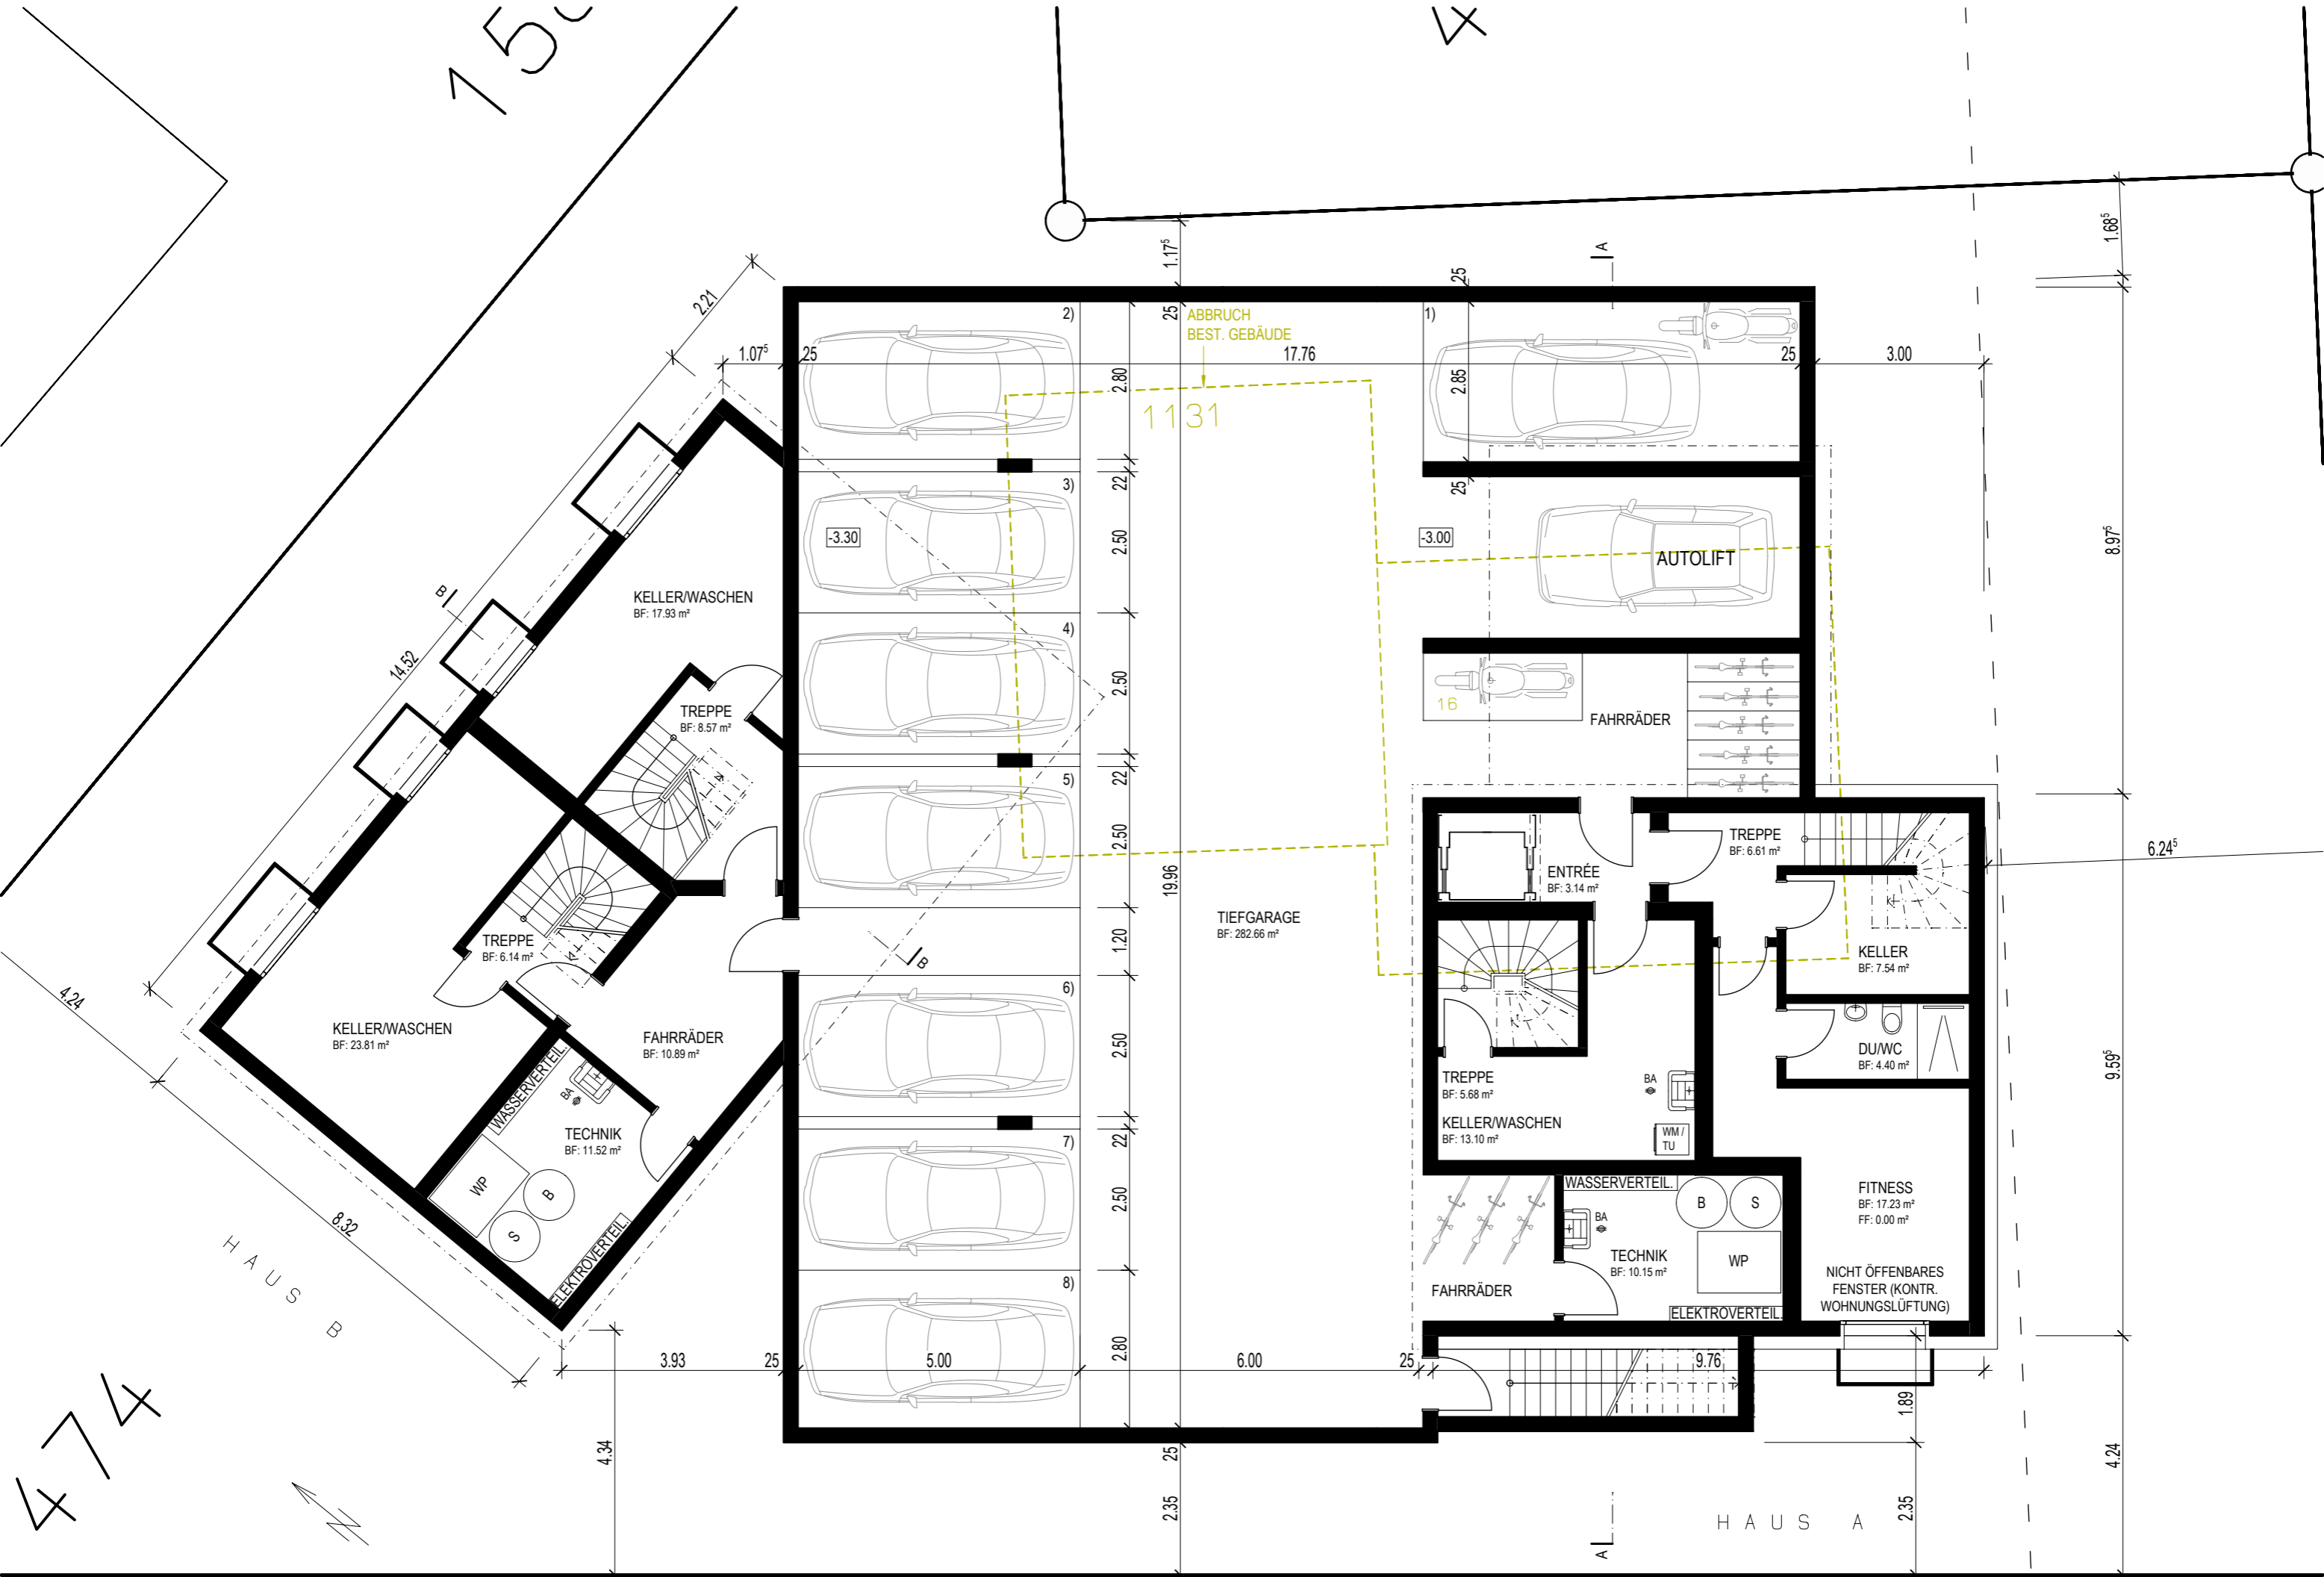 4
1.17⁵
A
1.68⁵
2.21
25
2)
25
ABBRUCH
BEST. GEBÄUDE
1)
1.07⁵
25
17.76
25
3.00
2.80
2.85
1131
22
3)
25
-3.30
2.50
-3.00
AUTOLIFT
8.97⁵
B
KELLER/WASCHEN
BF: 17.93 m²
4)
14.52
2.50
TREPPE
BF: 8.57 m²
16
FAHRRÄDER
22
5)
2.50
TREPPE
BF: 6.61 m²
6.24⁵
ENTRÉE
BF: 3.14 m²
19.96
TIEFGARAGE
BF: 282.66 m²
1.20
TREPPE
BF: 6.14 m²
B
KELLER
BF: 7.54 m²
4.24
6)
KELLER/WASCHEN
BF: 23.81 m²
FAHRRÄDER
BF: 10.89 m²
2.50
DU/WC
BF: 4.40 m²
9.59⁵
WASSERVERTEIL.
BA
TREPPE
BF: 5.68 m²
BA
KELLER/WASCHEN
BF: 13.10 m²
WM /
TU
22
7)
TECHNIK
BF: 11.52 m²
WP
B
S
2.50
WASSERVERTEIL.
B
S
FITNESS
BF: 17.23 m²
FF: 0.00 m²
8.32
HAUS B
ELEKTROVERTEIL.
BA
TECHNIK
BF: 10.15 m²
WP
8)
FAHRRÄDER
NICHT ÖFFENBARES
FENSTER (KONTR.
WOHNUNGSLÜFTUNG)
ELEKTROVERTEIL.
2.80
3.93
25
5.00
6.00
25
9.76
1.89
474
4.34
25
4.24
2.35
2.35
N
HAUS A
A